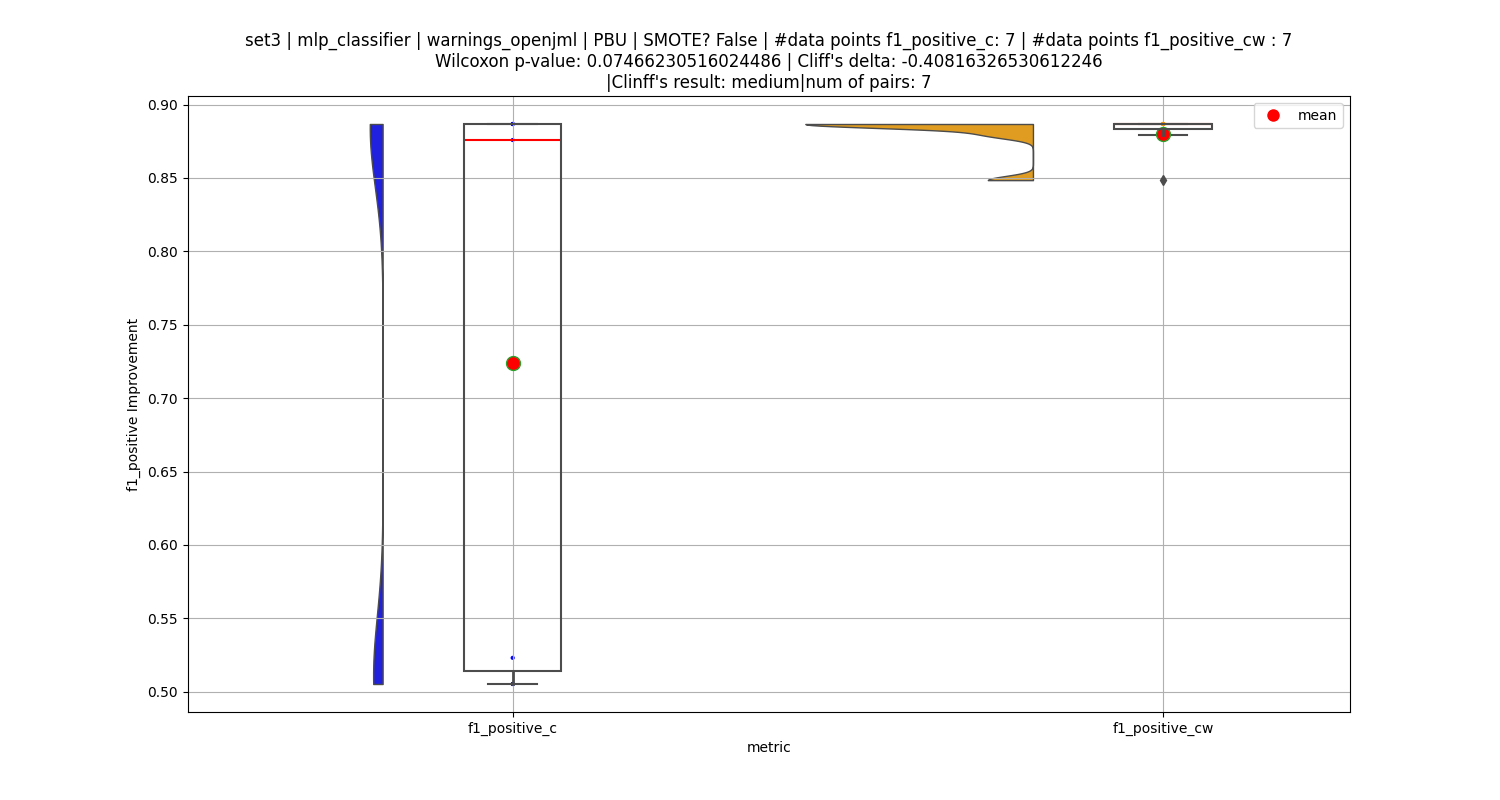 set3 | mlp_classifier | warnings_openjml | PBU | SMOTE? False | #data points f1_positive_c: 7 | #data points f1_positive_cw : 7
Wilcoxon p-value: 0.07466230516024486 | Cliff's delta: -0.40816326530612246
|Clinff's result: medium|num of pairs: 7
mean
0.90
0.85
0.80
0.75
0.70
0.65
0.60
0.55
0.50
f1_positive Improvement
f1_positive_c
f1_positive_cw
metric